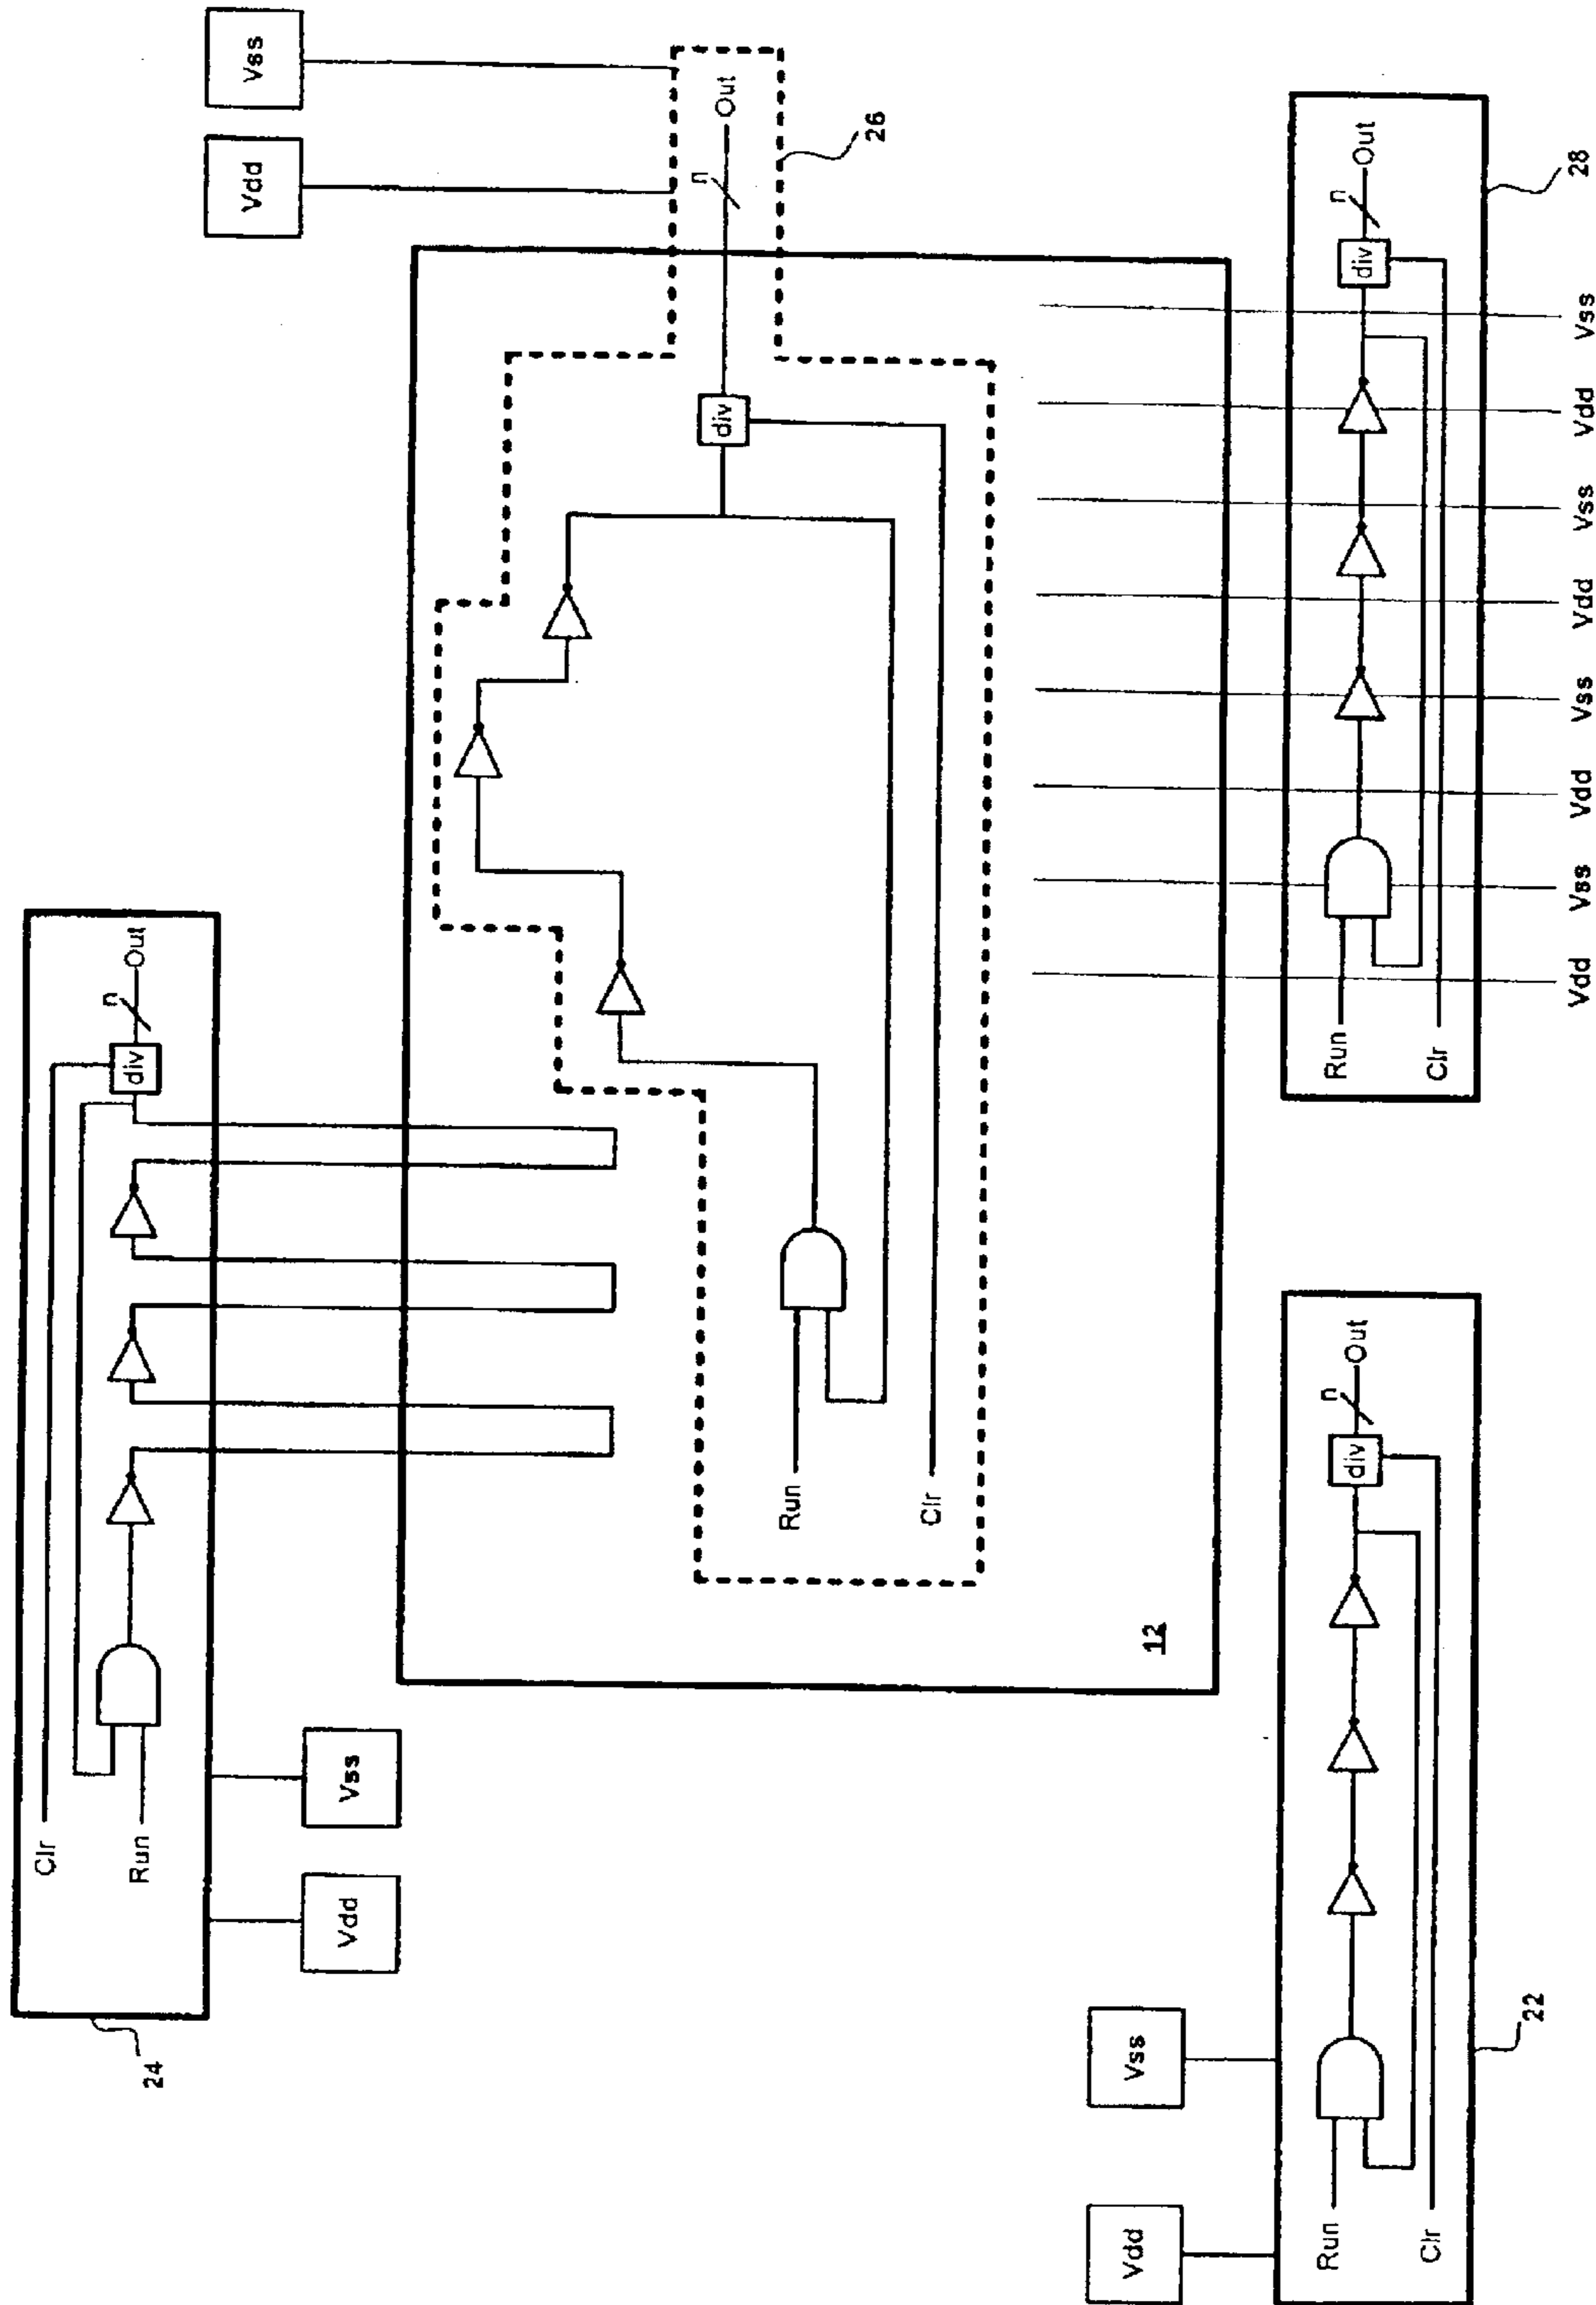 Clr
Run
div
n
Out
24
Vdd
Vss
Vdd
Vss
Run
Clr
div
n
Out
26
12
Vdd
Vss
Run
Clr
div
n
Out
22
Run
Clr
div
n
Out
28
Vdd
Vss
Vdd
Vss
Vdd
Vss
Vdd
Vss